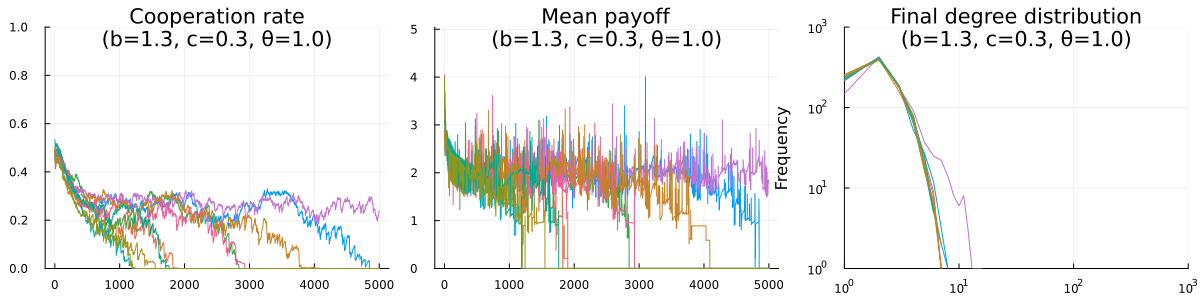 Cooperation rate
(b=1.3, c=0.3, θ=1.0)
1.0
0.8
0.6
0.4
0.2
0.0
0 1000 2000 3000 4000 5000
Mean payoff
(b=1.3, c=0.3, θ=1.0)
5
4
3
2
1
0
0 1000 2000 3000 4000 5000
Final degree distribution
(b=1.3, c=0.3, θ=1.0)
Frequency
10³
10²
10¹
10⁰
10⁰ 10¹ 10² 10³